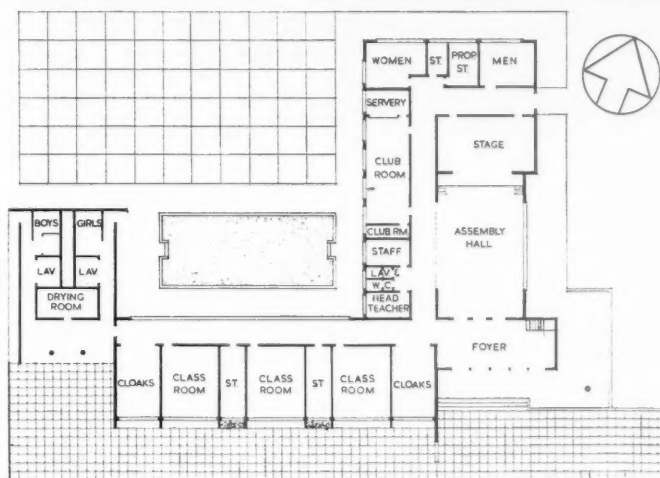 WOMEN
ST.
PROP
ST.
MEN
SERVERY
STAGE
CLUB
ROOM
BOYS
GIRLS
CLUB RM.
ASSEMBLY
HALL
STAFF
LAV.
LAV.
LAV.
W.C.
DRYING
ROOM
HEAD
TEACHER
FOYER
CLOAKS
CLASS
ROOM
ST.
CLASS
ROOM
ST.
CLASS
ROOM
CLOAKS